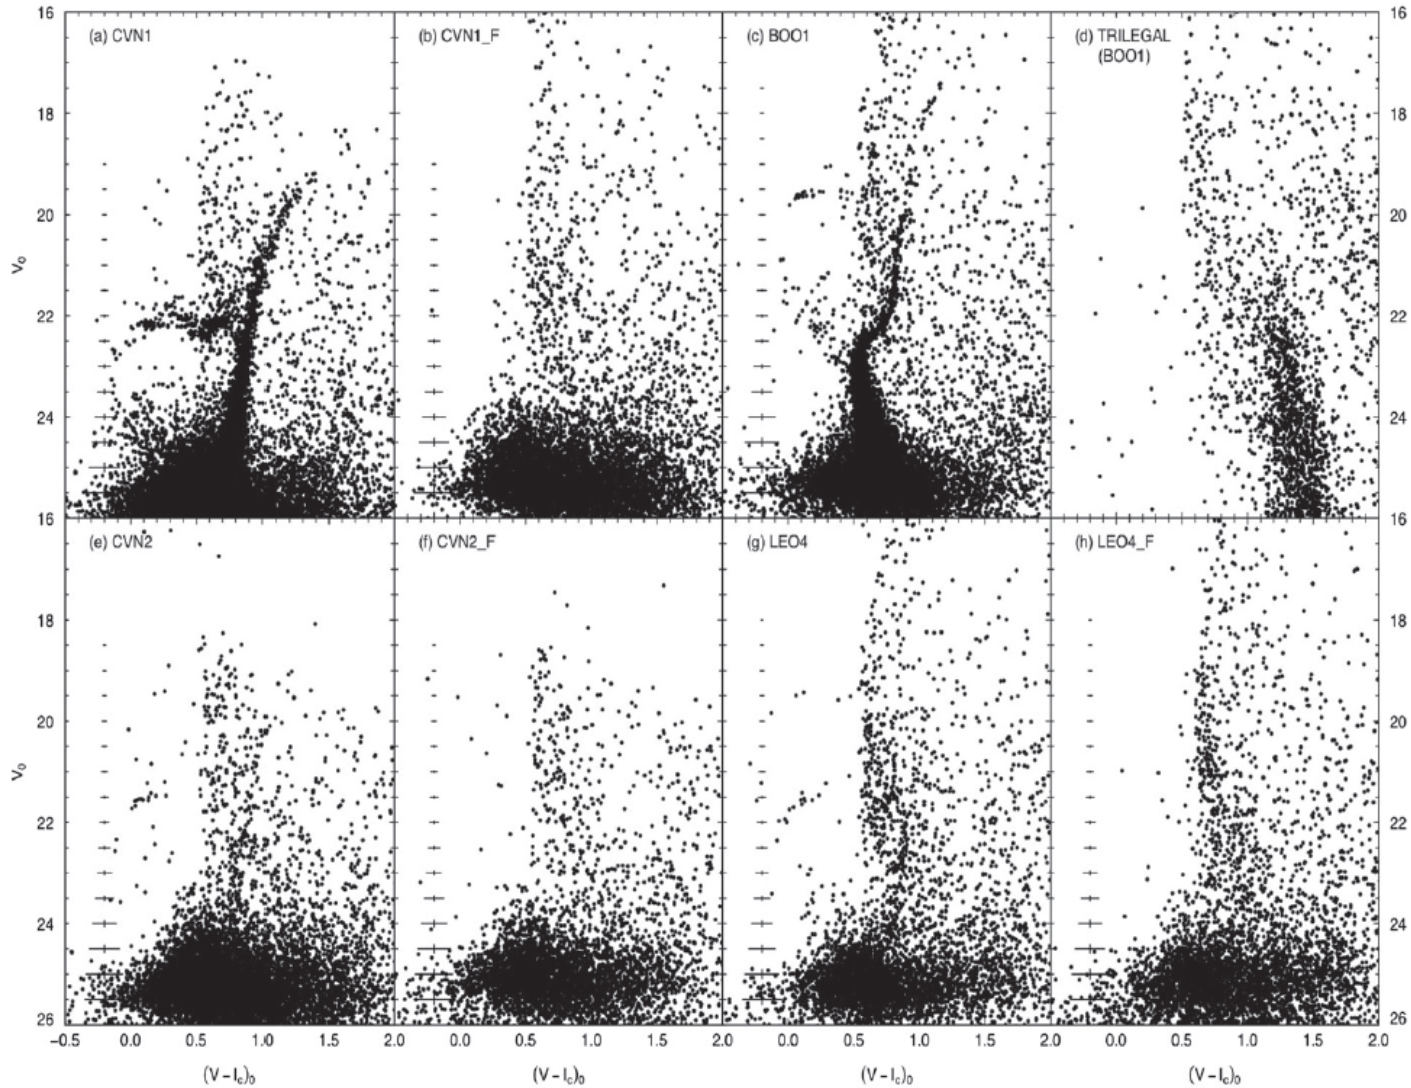 16 16
(a) CVN1 (b) CVN1_F (c) BOO1 (d) TRILEGAL
(BOO1)
18 18
20 20
V₀
22 22
24 24
16 16
(e) CVN2 (f) CVN2_F (g) LEO4 (h) LEO4_F
18 18
20 20
V₀
22 22
24 24
26 26
−0.5 0.0 0.5 1.0 2.0 0.0 0.5 1.0 1.5 2.0 0.0 0.5 1.0 1.5 2.0 0.0 0.5 1.0 1.5 2.0
(V − I_c)₀ (V − I_c)₀ (V − I_c)₀ (V − I_c)₀